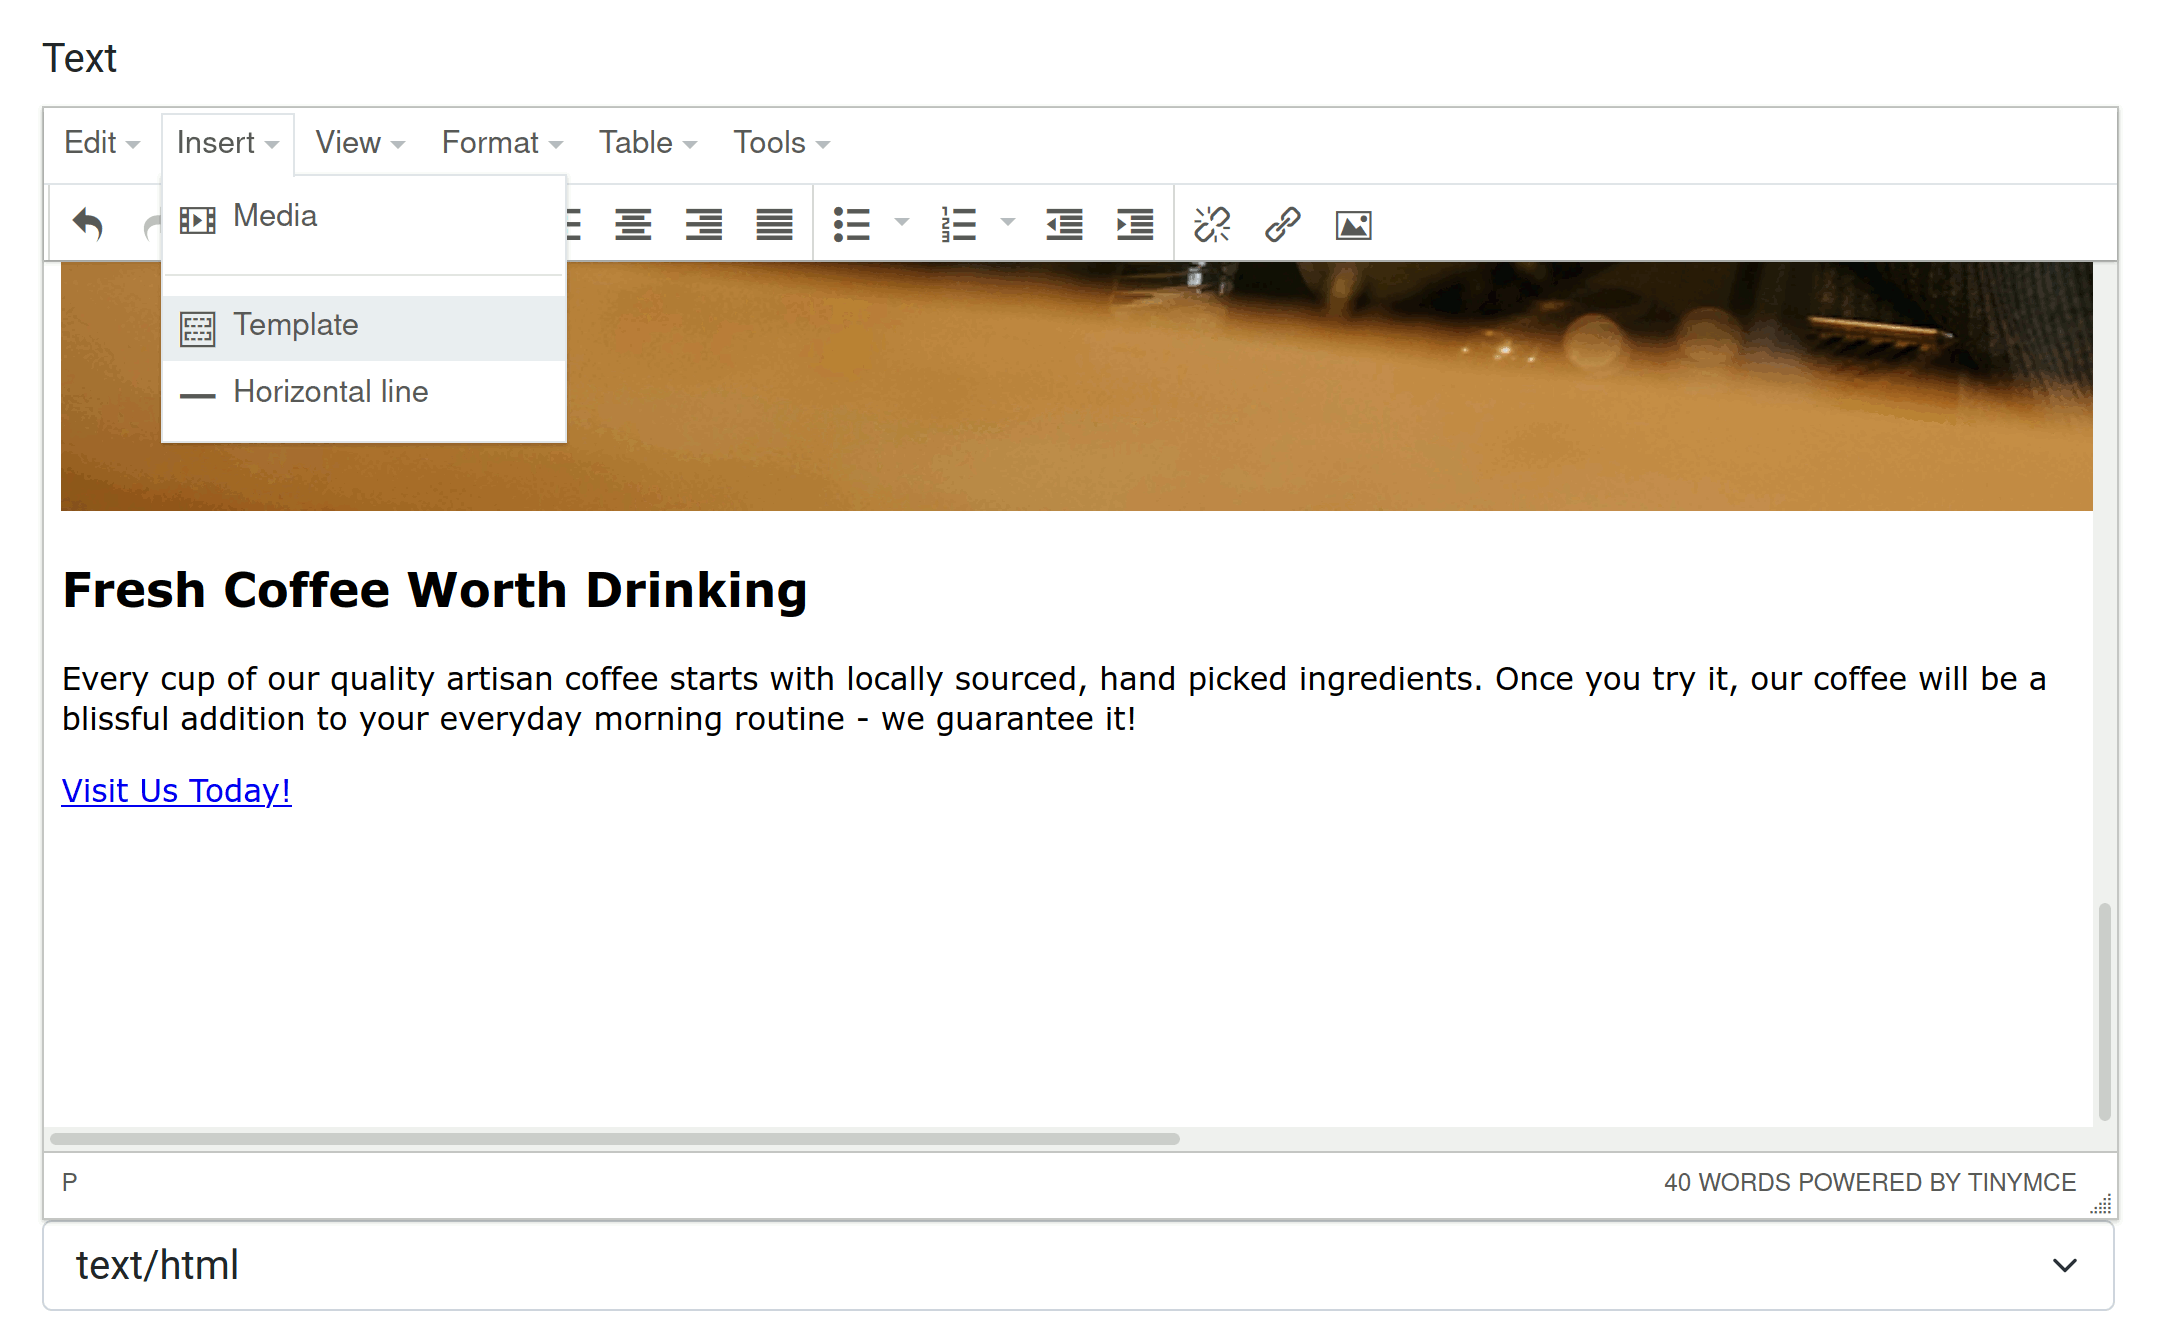 Text
Edit Insert View Format Table Tools
Media
Template
Horizontal line
Fresh Coffee Worth Drinking
Every cup of our quality artisan coffee starts with locally sourced, hand picked ingredients. Once you try it, our coffee will be a
blissful addition to your everyday morning routine - we guarantee it!
Visit Us Today!
P 40 WORDS POWERED BY TINYMCE
text/html